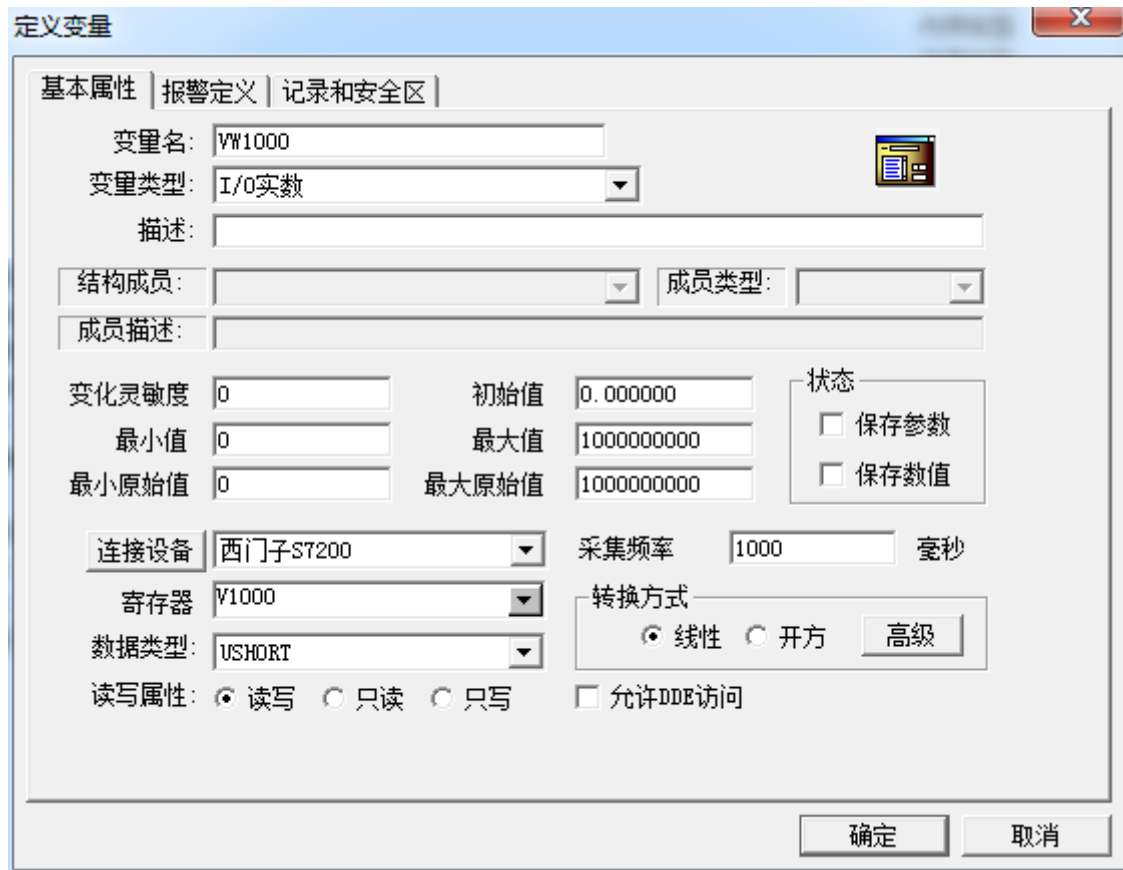 定义变量
基本属性 报警定义 记录和安全区
变量名: VW1000
变量类型: I/O实数
描述:
结构成员: 成员类型:
成员描述:
变化灵敏度 0 初始值 0.000000 状态
最小值 0 最大值 1000000000 保存参数
最小原始值 0 最大原始值 1000000000 保存数值
连接设备 西门子S7200 采集频率 1000 毫秒
寄存器 V1000 转换方式
数据类型: USHORT 线性 开方 高级
读写属性: 读写 只读 只写 允许DDE访问
确定 取消